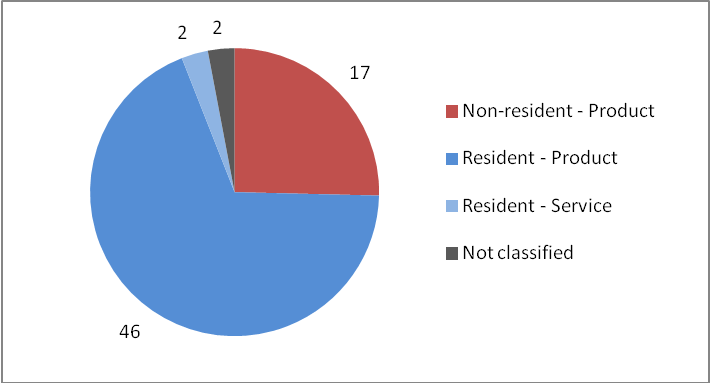 2
2
17
46
Non-resident - Product
Resident - Product
Resident - Service
Not classified